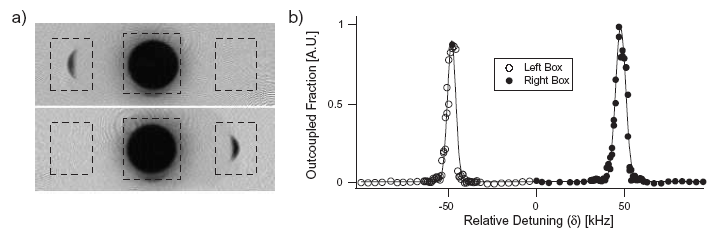 a)
b)
Outcoupled Fraction [A.U.]
1
0.5
0
Left Box
Right Box
-50
0
50
Relative Detuning (δ) [kHz]